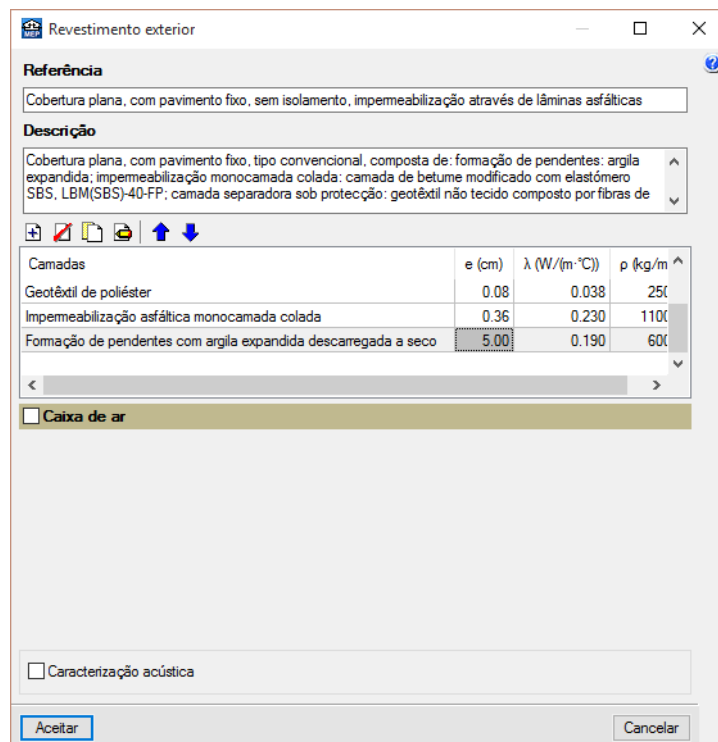 Revestimento exterior
Referência
Cobertura plana, com pavimento fixo, sem isolamento, impermeabilização através de lâminas asfálticas
Descrição
Cobertura plana, com pavimento fixo, tipo convencional, composta de: formação de pendentes: argila
expandida; impermeabilização monocamada colada: camada de betume modificado com elastómero
SBS, LBM(SBS)-40-FP; camada separadora sob protecção: geotêxtil não tecido composto por fibras de
Camadas e (cm) λ (W/(m·°C)) ρ (kg/m
Geotêxtil de poliéster 0.08 0.038 250
Impermeabilização asfáltica monocamada colada 0.36 0.230 1100
Formação de pendentes com argila expandida descarregada a seco 5.00 0.190 600
Caixa de ar
Caracterização acústica
Aceitar Cancelar